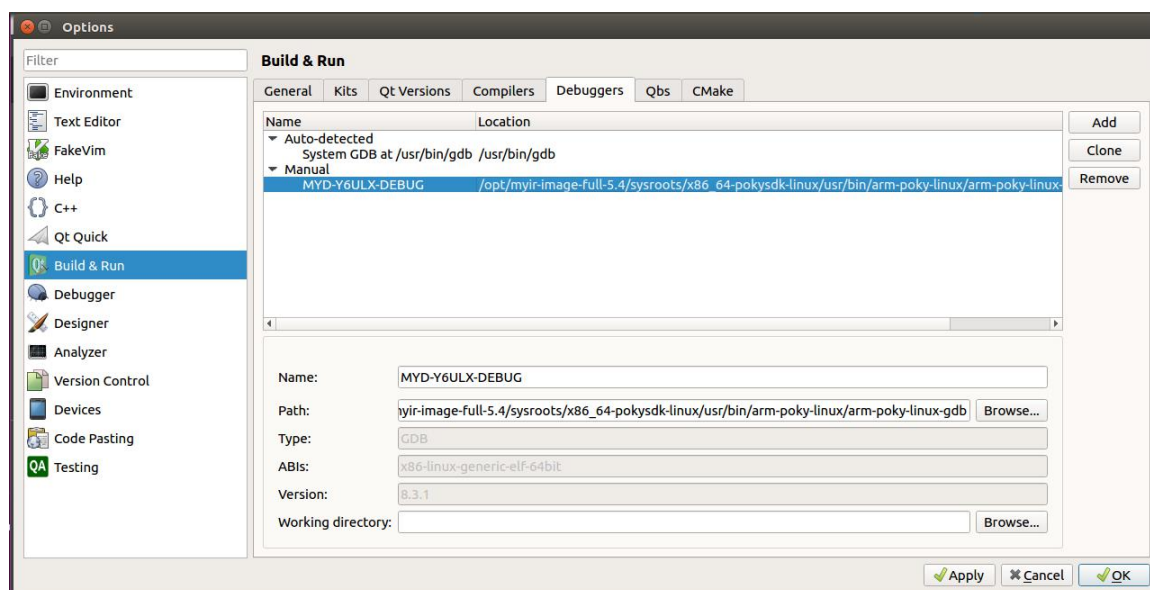 Options
Filter
Environment
Text Editor
FakeVim
Help
C++
Qt Quick
Build & Run
Debugger
Designer
Analyzer
Version Control
Devices
Code Pasting
QA Testing
Build & Run
General Kits Qt Versions Compilers Debuggers Qbs CMake
Name Location
Auto-detected
System GDB at /usr/bin/gdb /usr/bin/gdb
Manual
MYD-Y6ULX-DEBUG /opt/myir-image-full-5.4/sysroots/x86_64-pokysdk-linux/usr/bin/arm-poky-linux/arm-poky-linux-
Add
Clone
Remove
Name: MYD-Y6ULX-DEBUG
Path: yir-image-full-5.4/sysroots/x86_64-pokysdk-linux/usr/bin/arm-poky-linux/arm-poky-linux-gdb Browse...
Type: GDB
ABIs: x86-linux-generic-elf-64bit
Version: 8.3.1
Working directory: Browse...
Apply Cancel OK